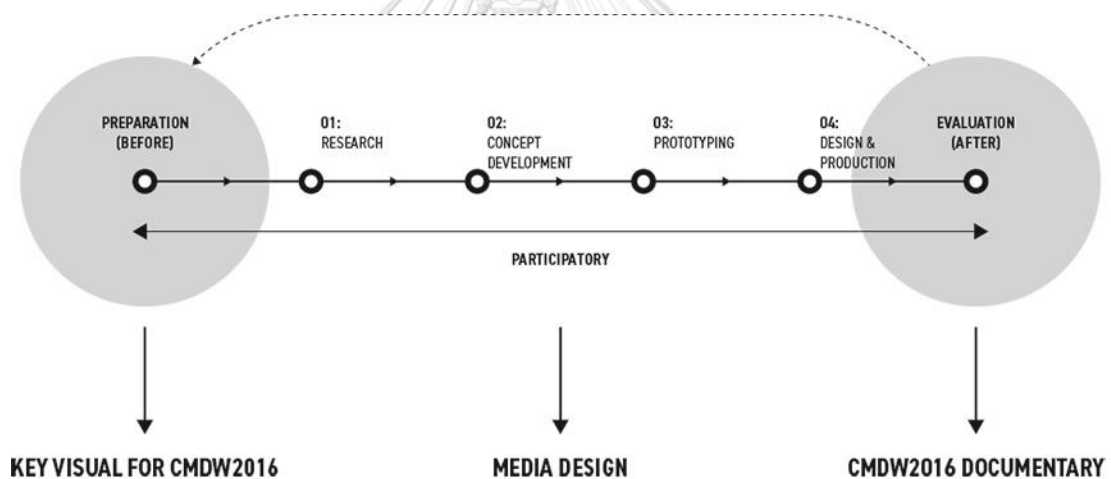 PREPARATION
(BEFORE)
01:
RESEARCH
02:
CONCEPT
DEVELOPMENT
03:
PROTOTYPING
04:
DESIGN &
PRODUCTION
EVALUATION
(AFTER)
PARTICIPATORY
KEY VISUAL FOR CMDW2016
MEDIA DESIGN
CMDW2016 DOCUMENTARY